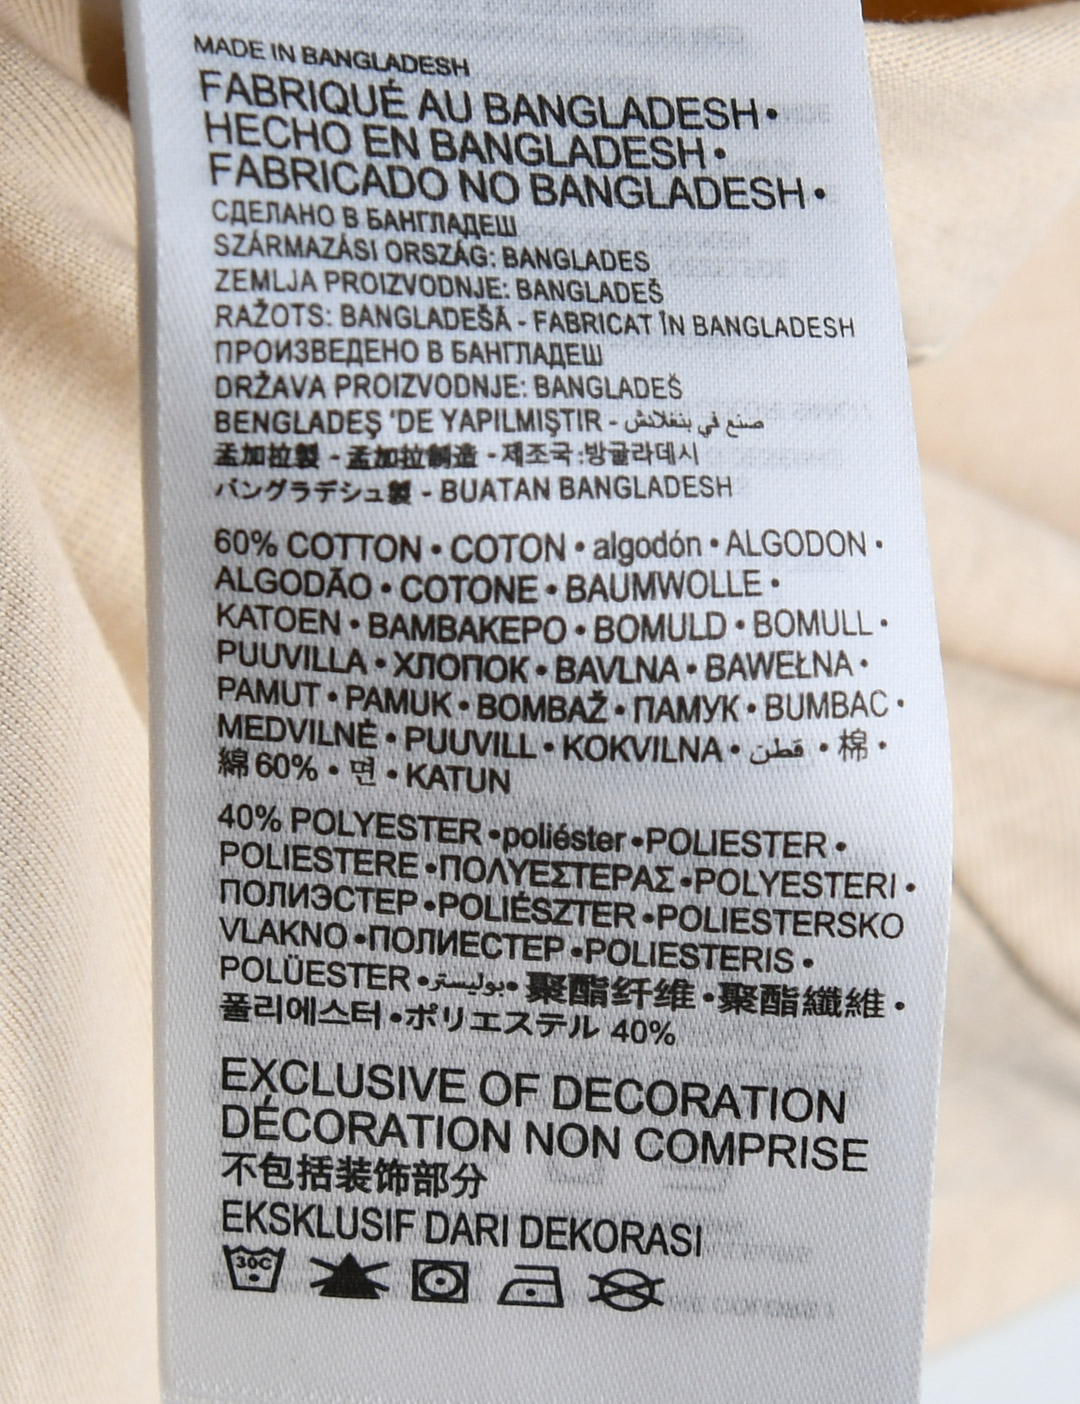 MADE IN BANGLADESH
FABRIQUÉ AU BANGLADESH •
HECHO EN BANGLADESH •
FABRICADO NO BANGLADESH •
СДЕЛАНО В БАНГЛАДЕШ
SZÁRMAZÁSI ORSZÁG: BANGLADES
ZEMLJA PROIZVODNJE: BANGLADEŠ
RAŽOTS: BANGLADEŠĀ - FABRICAT ÎN BANGLADESH
ПРОИЗВЕДЕНО В БАНГЛАДЕШ
DRŽAVA PROIZVODNJE: BANGLADEŠ
BENGLADEŞ 'DE YAPILMIŞTIR - صنع في بنغلادش
孟加拉製 - 孟加拉制造 - 제조국:방글라데시
バングラデシュ製 - BUATAN BANGLADESH
60% COTTON • COTON • algodón • ALGODON •
ALGODÃO • COTONE • BAUMWOLLE •
KATOEN • ΒΑΜΒΑΚΕΡΟ • BOMULD • BOMULL •
PUUVILLA • ХЛОПОК • BAVLNA • BAWEŁNA •
PAMUT • PAMUK • BOMBAŽ • ПАМУК • BUMBAC •
MEDVILNĖ • PUUVILL • KOKVILNA • قطن • 棉 •
綿 60% • 면 • KATUN
40% POLYESTER • poliéster • POLIESTER •
POLIESTERE • ΠΟΛΥΕΣΤΕΡΑΣ • POLYESTERI •
ПОЛИЭСТЕР • POLIÉSZTER • POLIESTERSKO
VLAKNO • ПОЛИЕСТЕР • POLIESTERIS •
POLÜESTER • بوليستر • 聚酯纤维 • 聚酯纖維 •
폴리에스터 • ポリエステル 40%
EXCLUSIVE OF DECORATION
DÉCORATION NON COMPRISE
不包括装饰部分
EKSKLUSIF DARI DEKORASI
30C